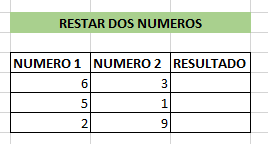 RESTAR DOS NUMEROS
NUMERO 1 NUMERO 2 RESULTADO
6 3
5 1
2 9